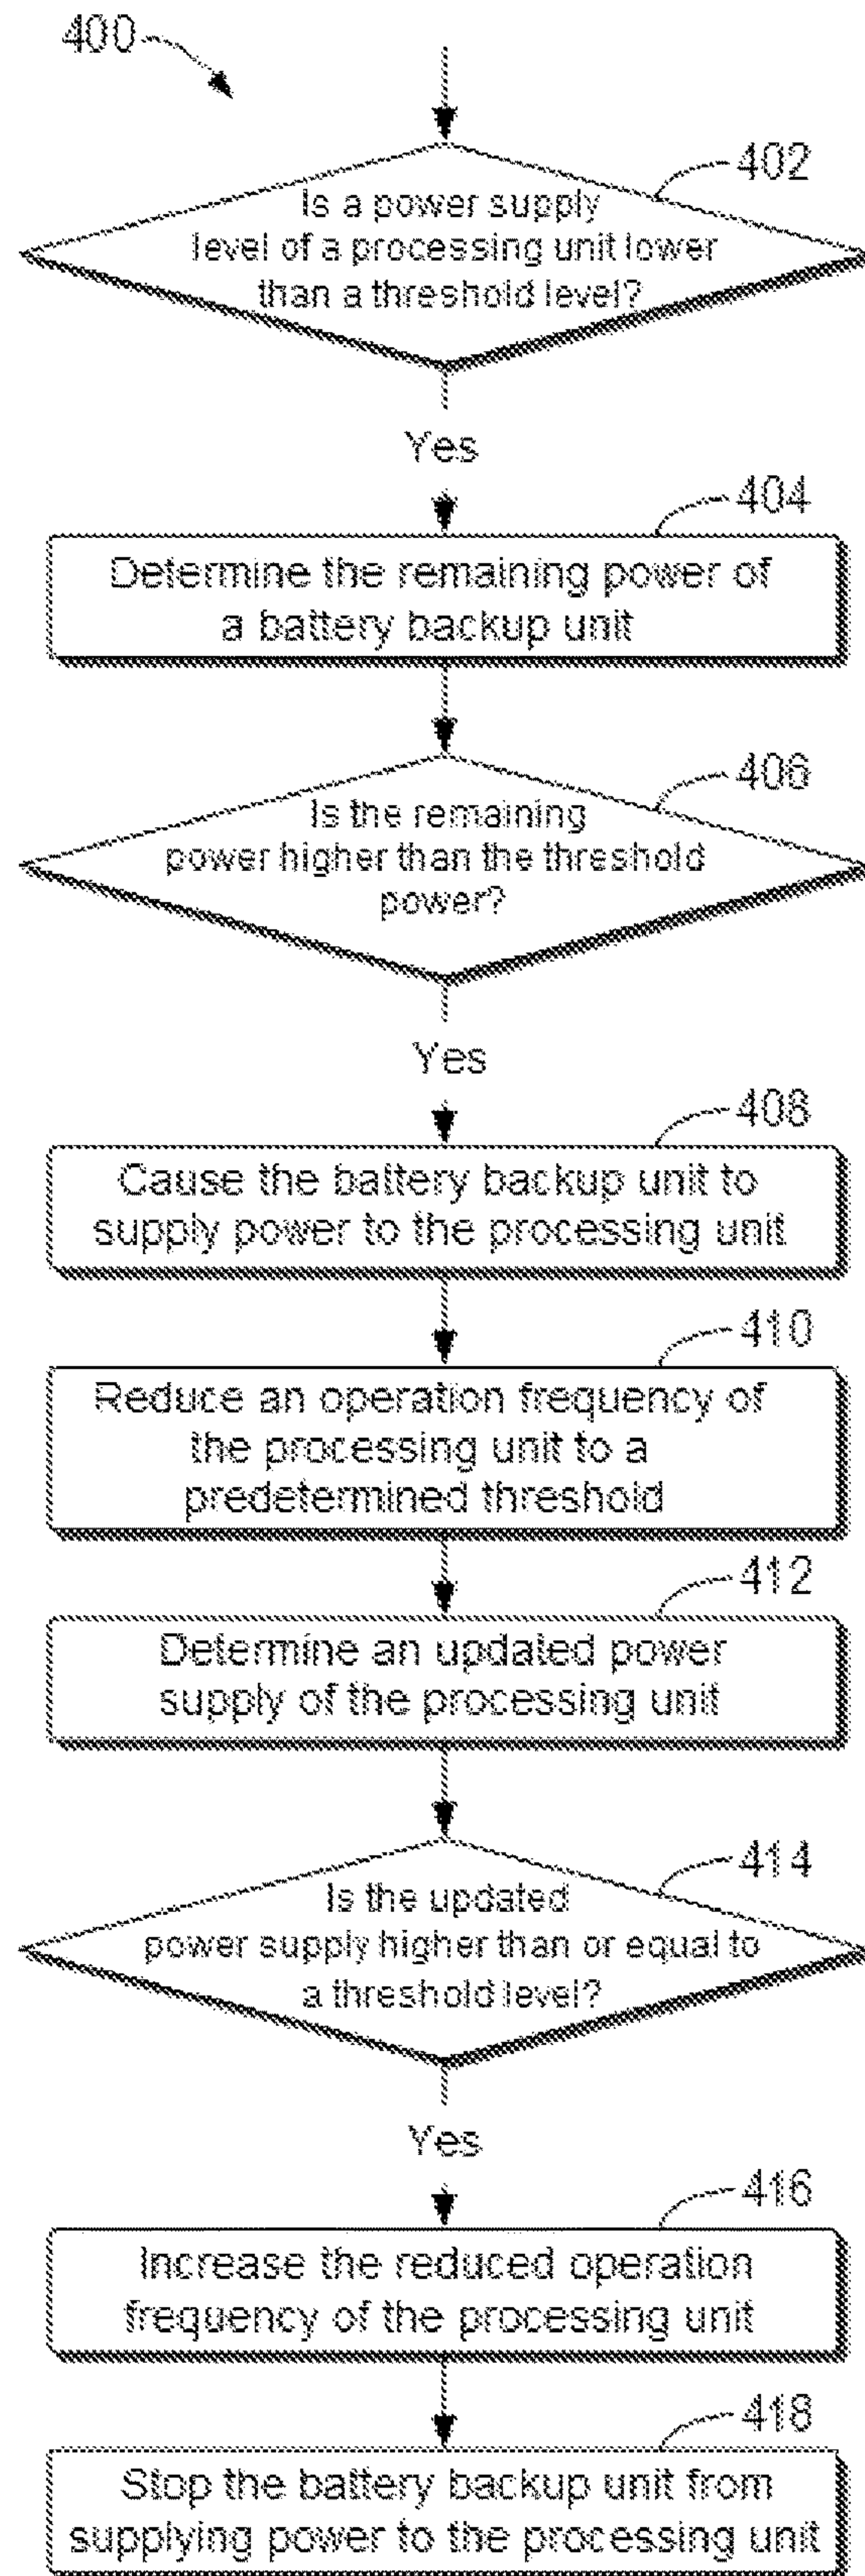 400
402
Is a power supply
level of a processing unit lower
than a threshold level?
Yes
404
Determine the remaining power of
a battery backup unit
406
Is the remaining
power higher than the threshold
power?
Yes
408
Cause the battery backup unit to
supply power to the processing unit
410
Reduce an operation frequency of
the processing unit to a
predetermined threshold
412
Determine an updated power
supply of the processing unit
414
Is the updated
power supply higher than or equal to
a threshold level?
Yes
416
Increase the reduced operation
frequency of the processing unit
418
Stop the battery backup unit from
supplying power to the processing unit